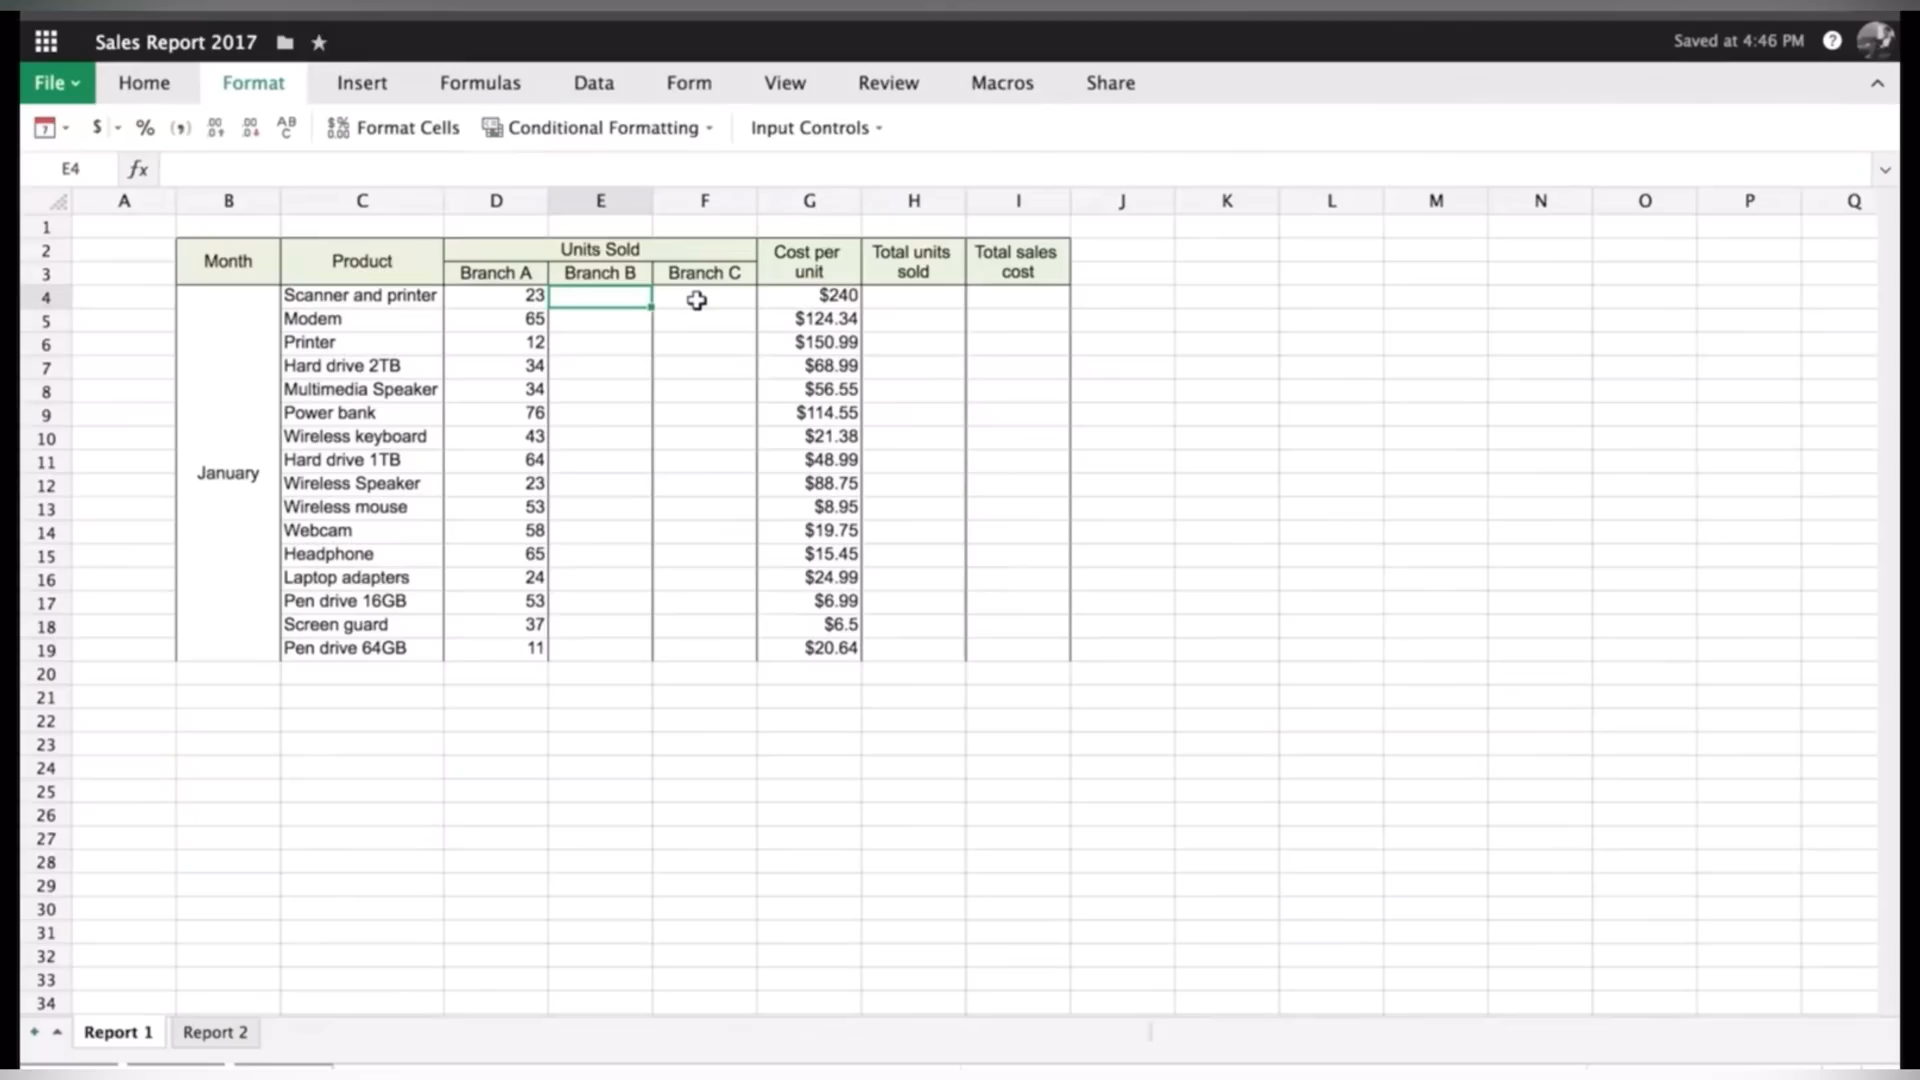 Sales Report 2017
Saved at 4:46 PM
?
File Home Format Insert Formulas Data Form View Review Macros Share
7 $ % (,) .00 .0 .00 .0 AB C $% 0.00 Format Cells Conditional Formatting Input Controls
E4 fx
A B C D E F G H I J K L M N O P Q
1
2 Month Product Units Sold Cost per unit Total units sold Total sales cost
3 Branch A Branch B Branch C
4 Scanner and printer 23 $240
5 Modem 65 $124.34
6 Printer 12 $150.99
7 Hard drive 2TB 34 $68.99
8 Multimedia Speaker 34 $56.55
9 Power bank 76 $114.55
10 Wireless keyboard 43 $21.38
11 January Hard drive 1TB 64 $48.99
12 Wireless Speaker 23 $88.75
13 Wireless mouse 53 $8.95
14 Webcam 58 $19.75
15 Headphone 65 $15.45
16 Laptop adapters 24 $24.99
17 Pen drive 16GB 53 $6.99
18 Screen guard 37 $6.5
19 Pen drive 64GB 11 $20.64
20
21
22
23
24
25
26
27
28
29
30
31
32
33
34
+ Report 1 Report 2